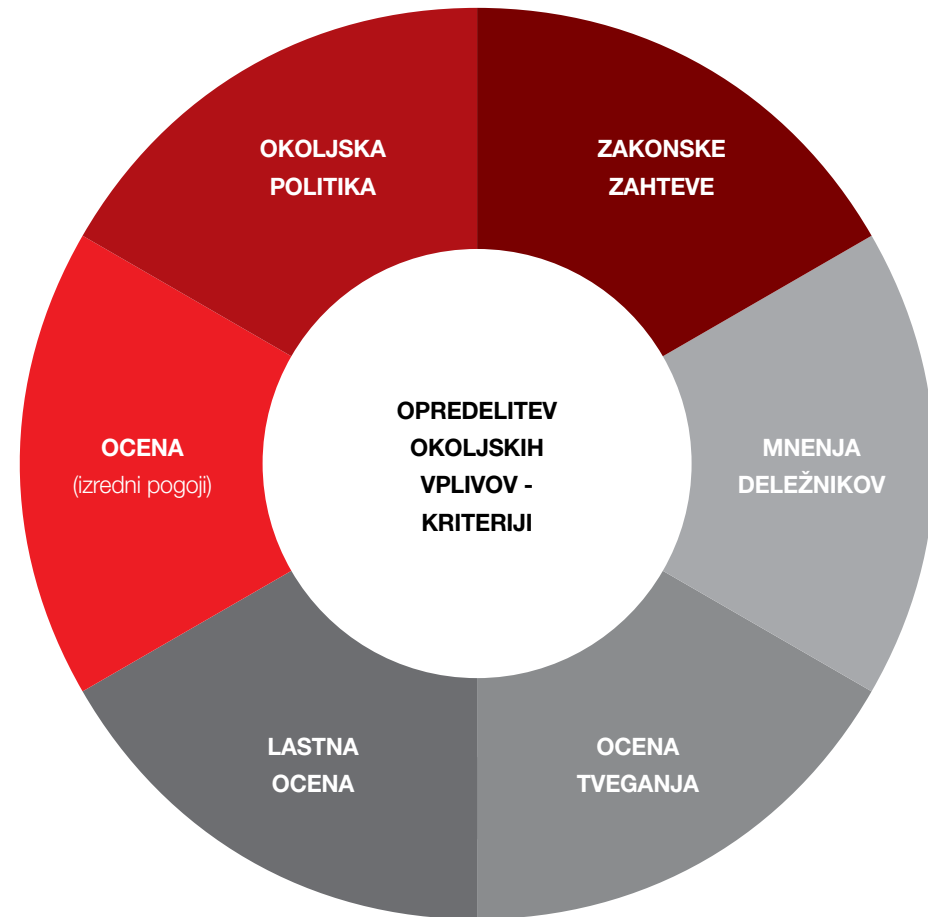 OKOLJSKA
POLITIKA
ZAKONSKE
ZAHTEVE
OCENA
(izredni pogoji)
OPREDELITEV
OKOLJSKIH
VPLIVOV -
KRITERIJI
MNENJA
DELEŽNIKOV
LASTNA
OCENA
OCENA
TVEGANJA